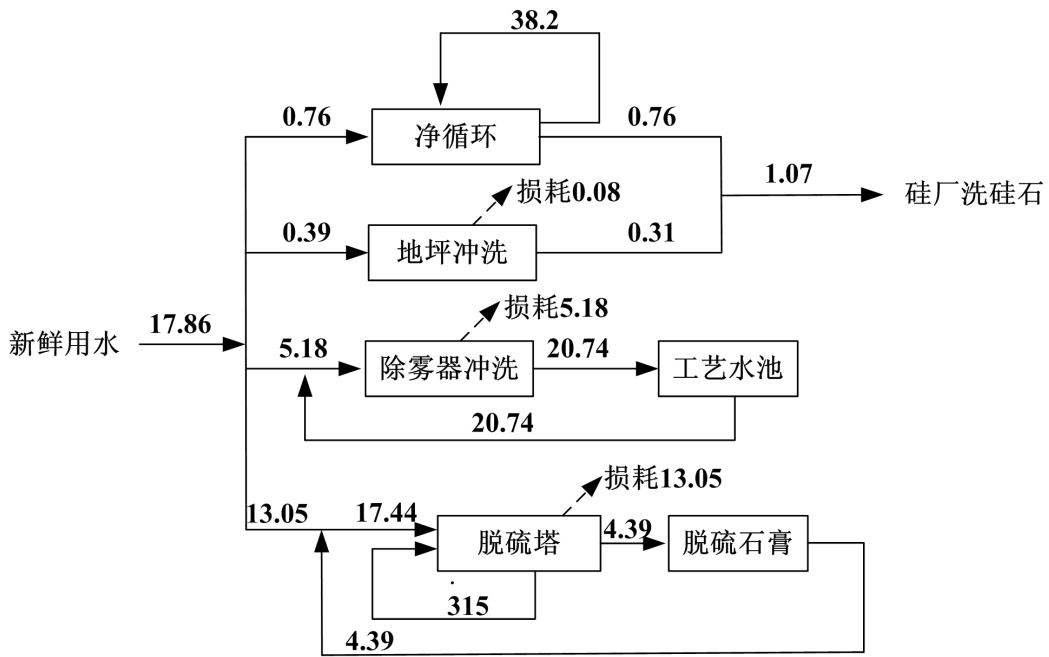 38.2
0.76
净循环
0.76
1.07
硅厂洗硅石
损耗0.08
0.39
地坪冲洗
0.31
新鲜用水
17.86
损耗5.18
5.18
除雾器冲洗
20.74
工艺水池
20.74
损耗13.05
13.05
17.44
脱硫塔
4.39
脱硫石膏
315
4.39